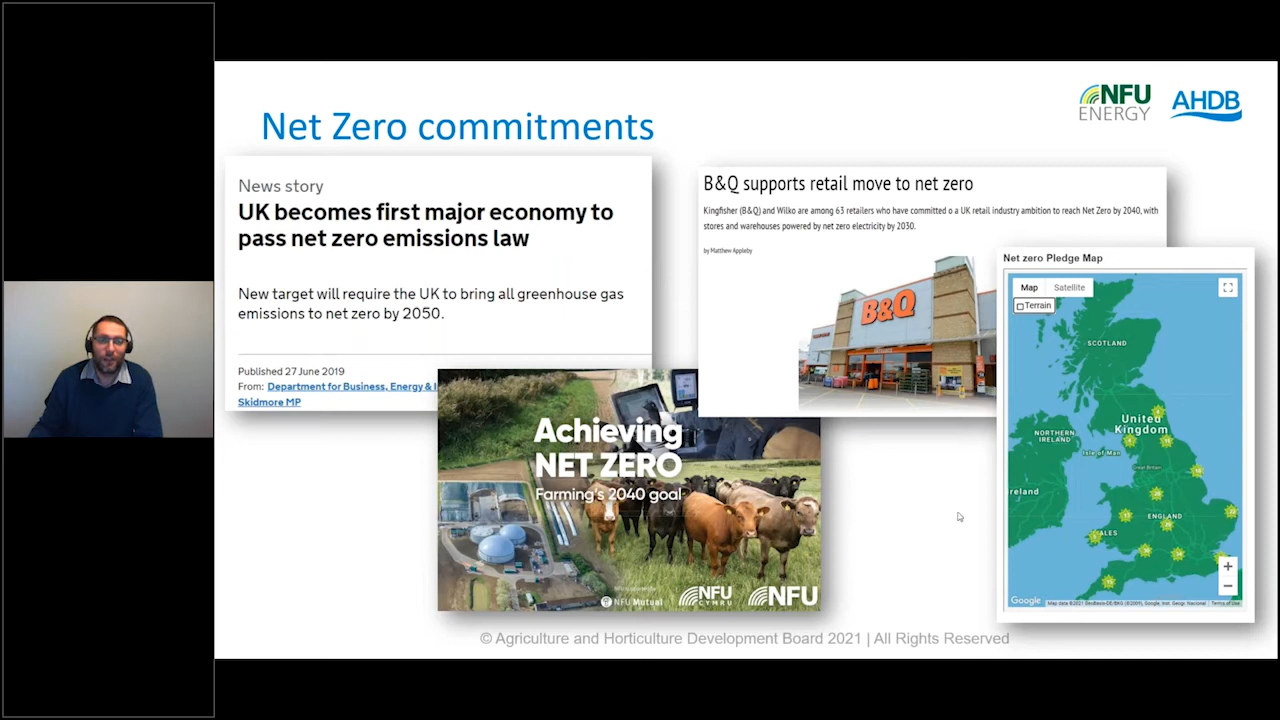 Net Zero commitments
NFU
ENERGY
AHDB
News story
UK becomes first major economy to
pass net zero emissions law
New target will require the UK to bring all greenhouse gas
emissions to net zero by 2050.
Published 27 June 2019
From: Department for Business, Energy & I
Skidmore MP
B&Q supports retail move to net zero
Kingfisher (B&Q) and Wilko are among 63 retailers who have committed o a UK retail industry ambition to reach Net Zero by 2040, with
stores and warehouses powered by net zero electricity by 2030.
by Matthew Appleby
B&Q
Achieving
NET ZERO
Farming's 2040 goal
NFU Mutual
NFU
CYMRU
NFU
Net zero Pledge Map
Map
Satellite
Terrain
SCOTLAND
United
Kingdom
NORTHERN
IRELAND
Isle of Man
Great Britain
reland
ENGLAND
ALES
+
−
Google
Terms of Use
© Agriculture and Horticulture Development Board 2021 | All Rights Reserved